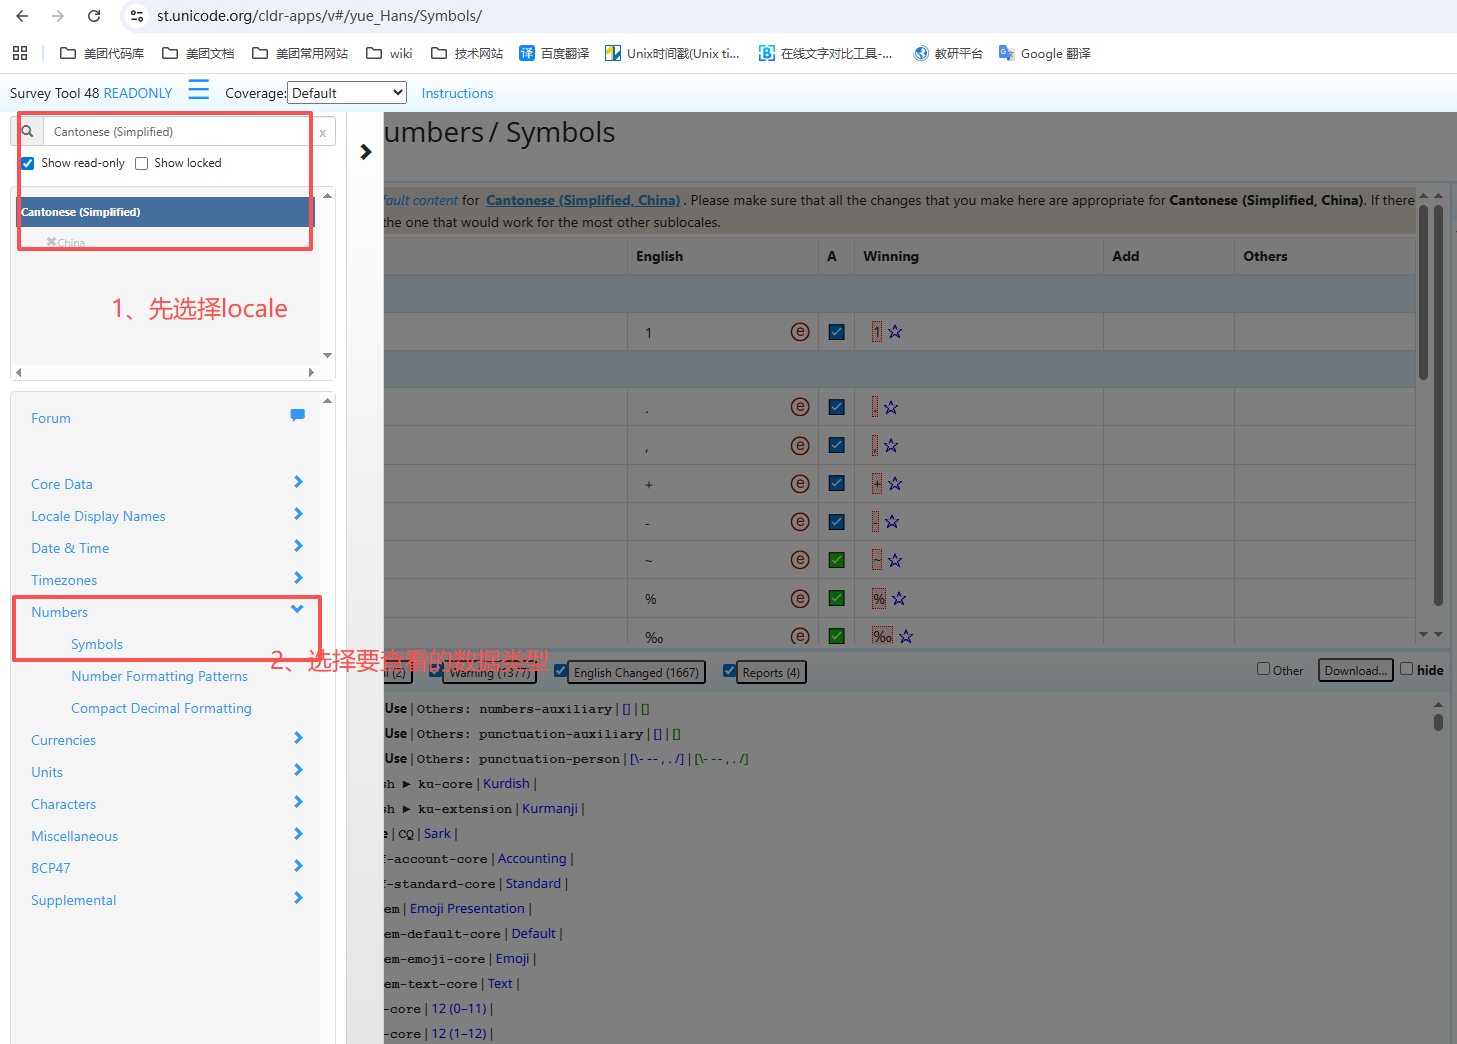 st.unicode.org/cldr-apps/v#/yue_Hans/Symbols/
美团代码库 美团文档 美团常用网站 wiki 技术网站 译 百度翻译 Unix时间戳(Unix ti... 在线文字对比工具-... 教研平台 Google 翻译
Survey Tool 48 READONLY Coverage: Default Instructions
Cantonese (Simplified) x
Show read-only Show locked
Cantonese (Simplified)
China
1、先选择locale
Forum
Core Data
Locale Display Names
Date & Time
Timezones
Numbers
Symbols
2、选择要查看的数据类型
Number Formatting Patterns
Compact Decimal Formatting
Currencies
Units
Characters
Miscellaneous
BCP47
Supplemental
umbers / Symbols
fault content for Cantonese (Simplified, China) . Please make sure that all the changes that you make here are appropriate for Cantonese (Simplified, China). If there
the one that would work for the most other sublocales.
English A Winning Add Others
1 e 1
. e .
, e ,
+ e +
- e -
~ e ~
% e %
‰ e ‰
(2) Warning (1377) English Changed (1667) Reports (4) Other Download... hide
Use | Others: numbers-auxiliary | [] | []
Use | Others: punctuation-auxiliary | [] | []
Use | Others: punctuation-person | [\- -- , . /] | [\- -- , . /]
sh ► ku-core | Kurdish |
sh ► ku-extension | Kurmanji |
e | CQ | Sark |
f-account-core | Accounting |
f-standard-core | Standard |
em | Emoji Presentation |
em-default-core | Default |
em-emoji-core | Emoji |
em-text-core | Text |
-core | 12 (0–11) |
-core | 12 (1–12) |